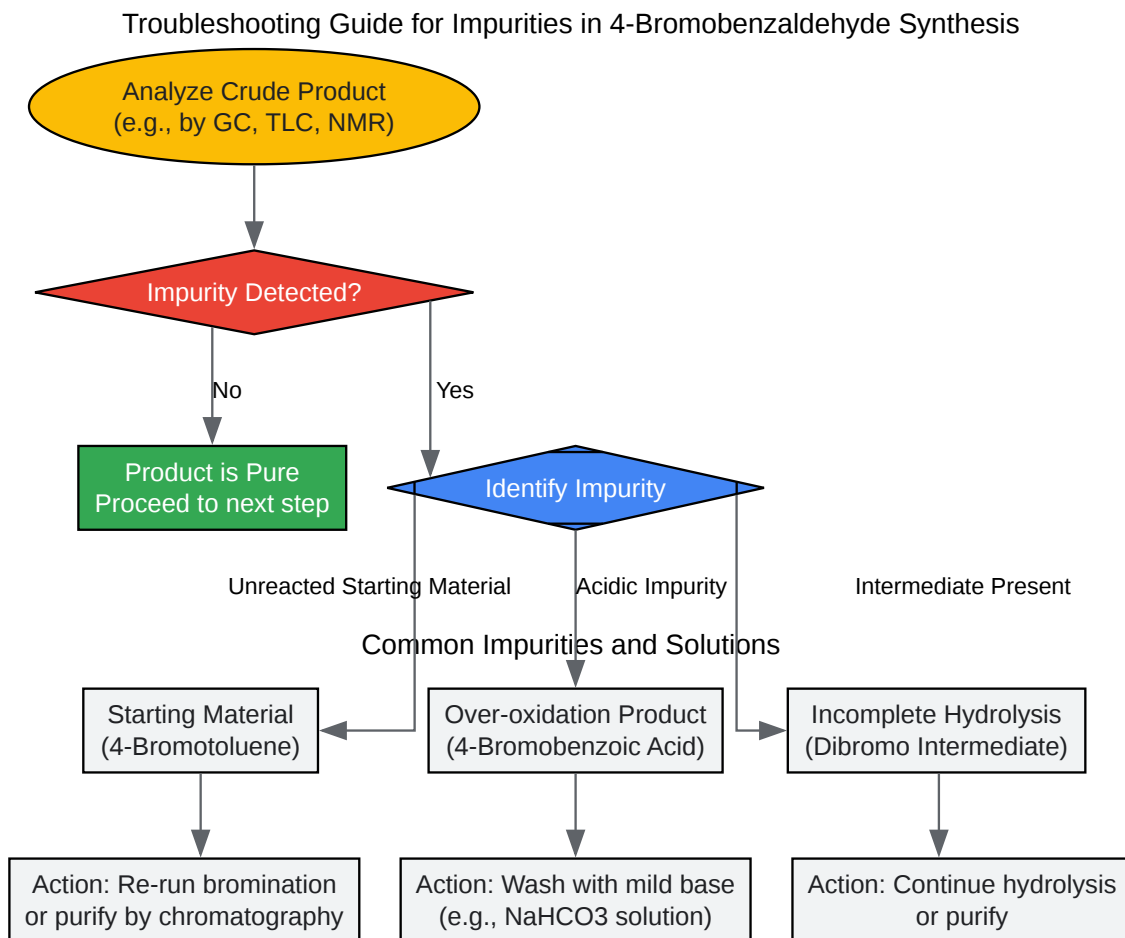 Troubleshooting Guide for Impurities in 4-Bromobenzaldehyde Synthesis
Analyze Crude Product
(e.g., by GC, TLC, NMR)
Impurity Detected?
No
Yes
Product is Pure
Proceed to next step
Identify Impurity
Unreacted Starting Material
Acidic Impurity
Intermediate Present
Common Impurities and Solutions
Starting Material
(4-Bromotoluene)
Over-oxidation Product
(4-Bromobenzoic Acid)
Incomplete Hydrolysis
(Dibromo Intermediate)
Action: Re-run bromination
or purify by chromatography
Action: Wash with mild base
(e.g., NaHCO3 solution)
Action: Continue hydrolysis
or purify